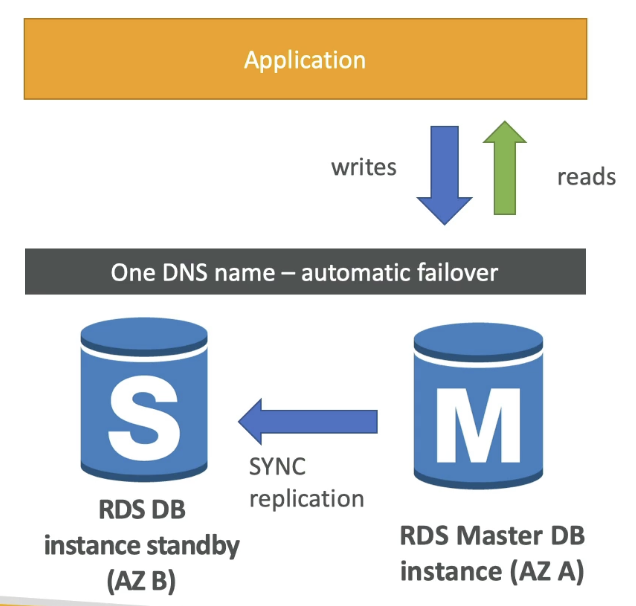 Application
writes
reads
One DNS name – automatic failover
S
M
SYNC
replication
RDS DB
instance standby
(AZ B)
RDS Master DB
instance (AZ A)